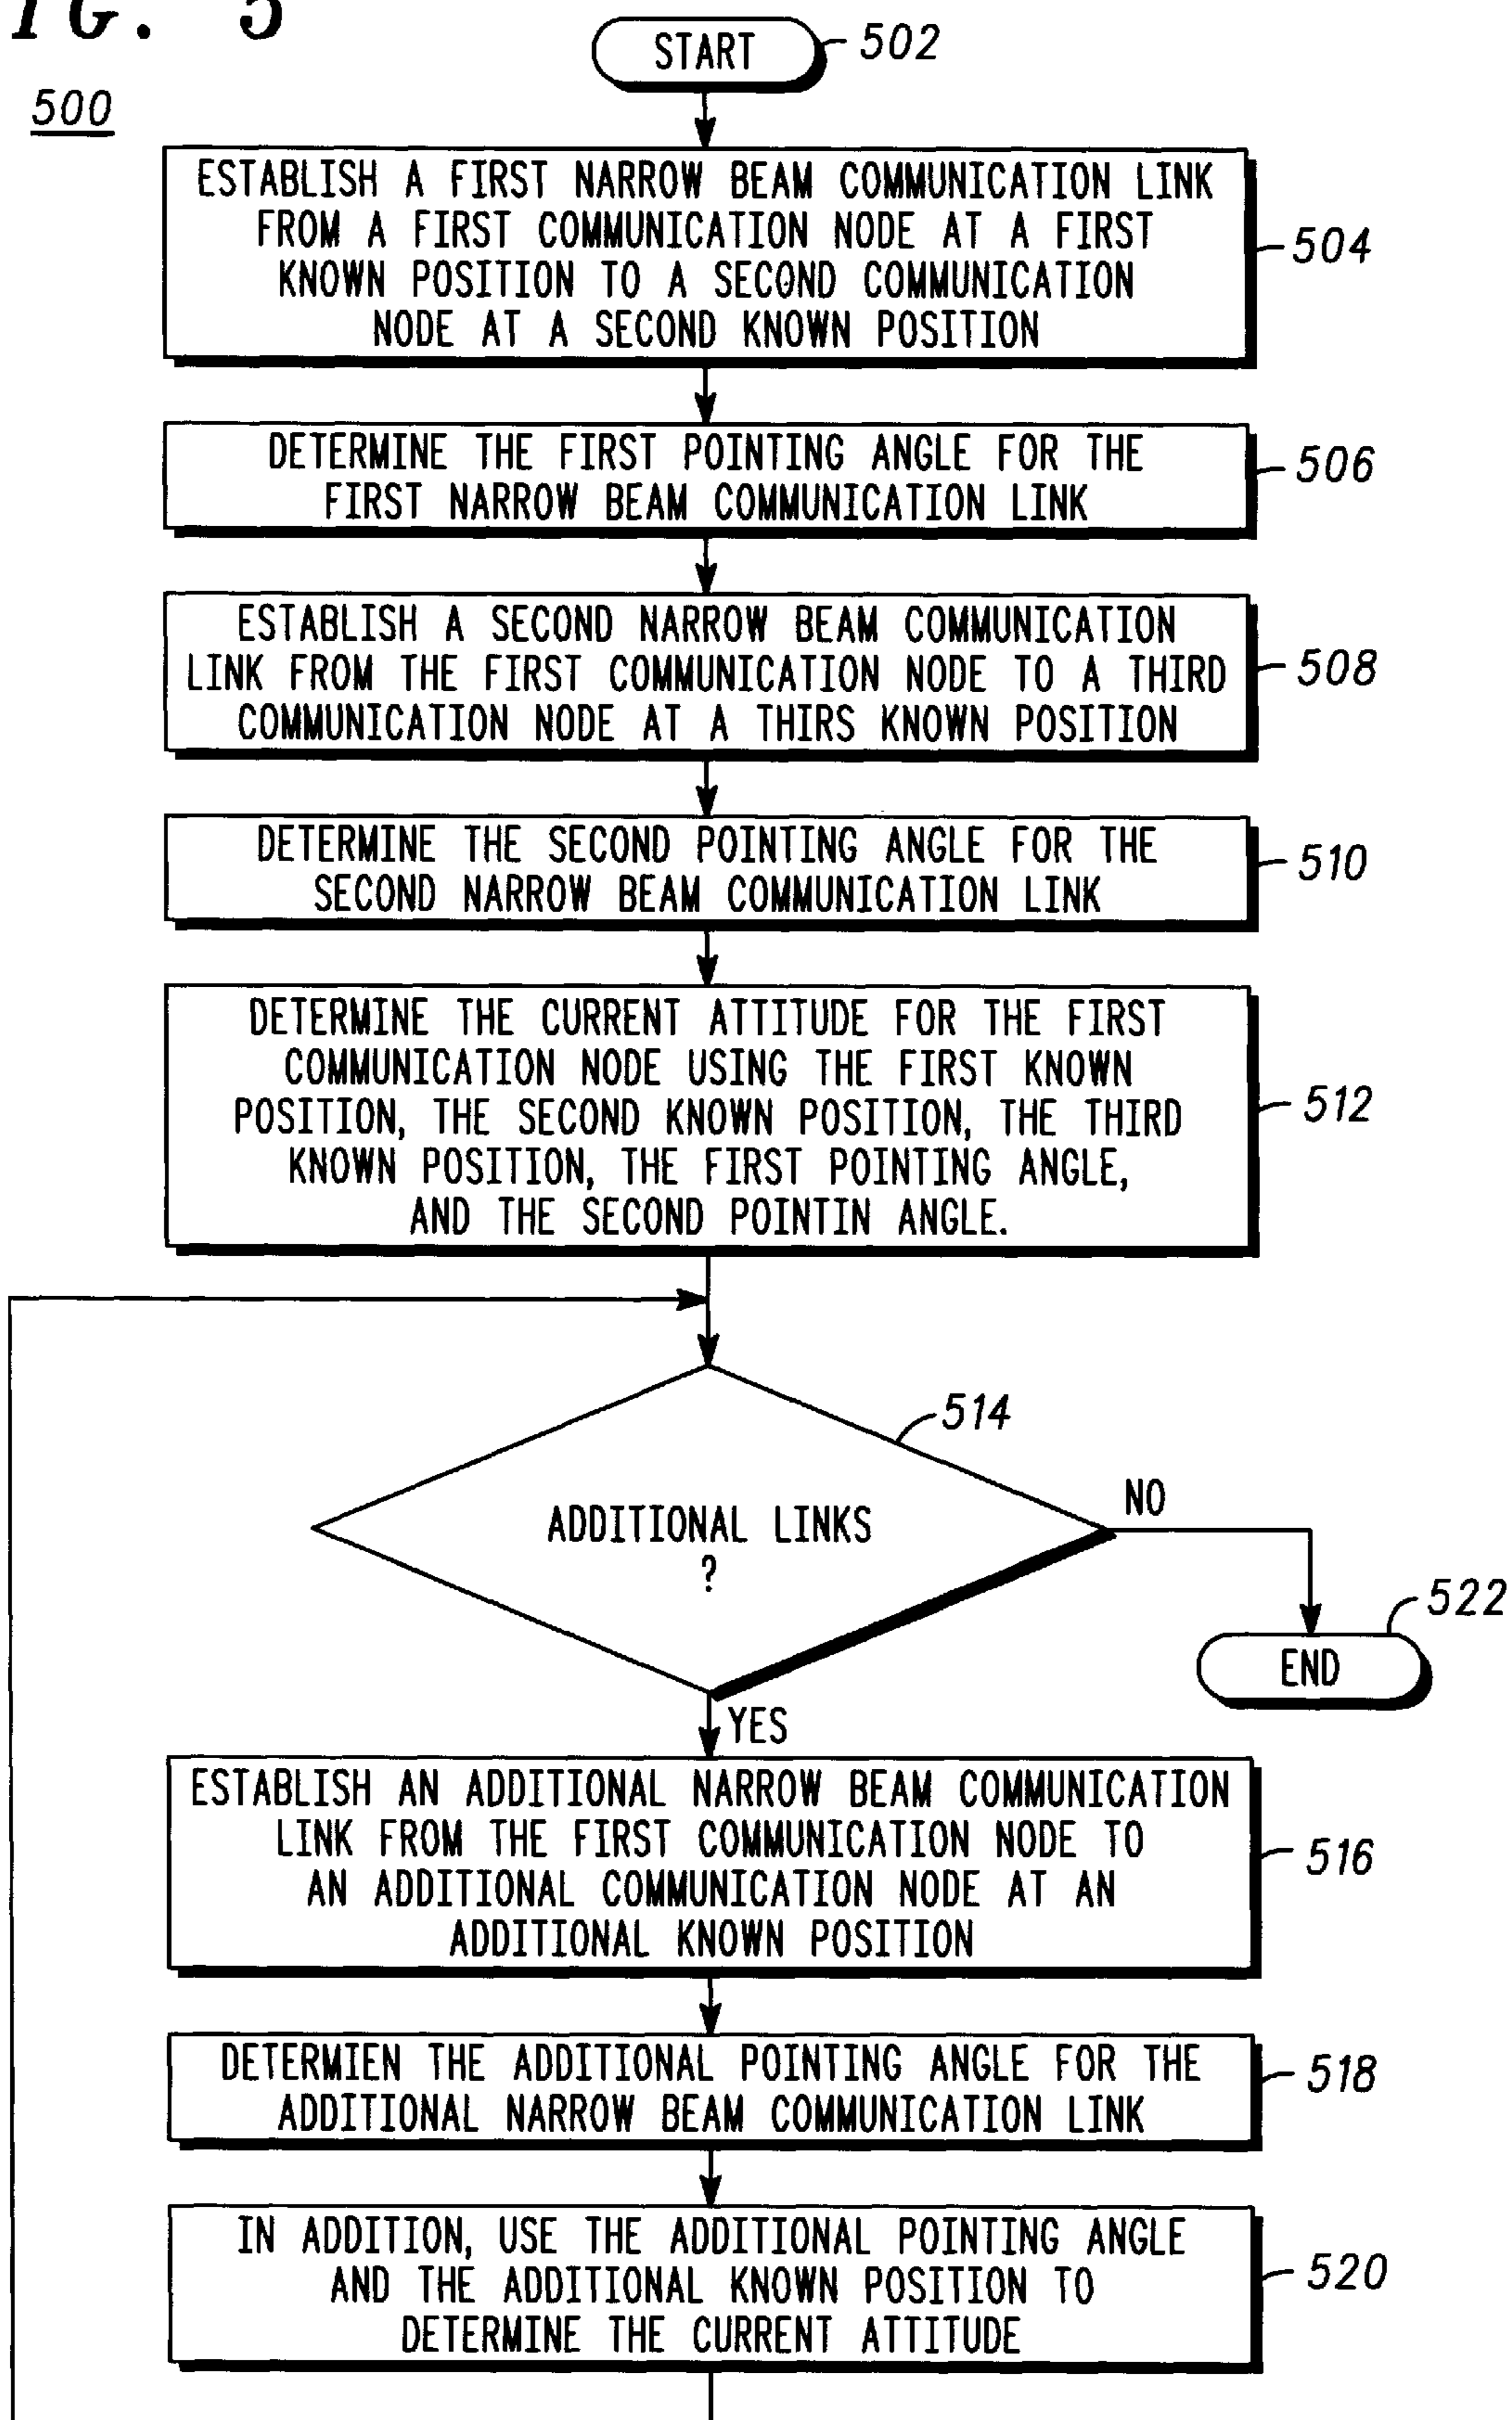 IG. 5
500
START
502
ESTABLISH A FIRST NARROW BEAM COMMUNICATION LINK
FROM A FIRST COMMUNICATION NODE AT A FIRST
KNOWN POSITION TO A SECOND COMMUNICATION
NODE AT A SECOND KNOWN POSITION
504
DETERMINE THE FIRST POINTING ANGLE FOR THE
FIRST NARROW BEAM COMMUNICATION LINK
506
ESTABLISH A SECOND NARROW BEAM COMMUNICATION
LINK FROM THE FIRST COMMUNICATION NODE TO A THIRD
COMMUNICATION NODE AT A THIRS KNOWN POSITION
508
DETERMINE THE SECOND POINTING ANGLE FOR THE
SECOND NARROW BEAM COMMUNICATION LINK
510
DETERMINE THE CURRENT ATTITUDE FOR THE FIRST
COMMUNICATION NODE USING THE FIRST KNOWN
POSITION, THE SECOND KNOWN POSITION, THE THIRD
KNOWN POSITION, THE FIRST POINTING ANGLE,
AND THE SECOND POINTIN ANGLE.
512
514
ADDITIONAL LINKS
?
NO
522
END
YES
ESTABLISH AN ADDITIONAL NARROW BEAM COMMUNICATION
LINK FROM THE FIRST COMMUNICATION NODE TO
AN ADDITIONAL COMMUNICATION NODE AT AN
ADDITIONAL KNOWN POSITION
516
DETERMIEN THE ADDITIONAL POINTING ANGLE FOR THE
ADDITIONAL NARROW BEAM COMMUNICATION LINK
518
IN ADDITION, USE THE ADDITIONAL POINTING ANGLE
AND THE ADDITIONAL KNOWN POSITION TO
DETERMINE THE CURRENT ATTITUDE
520